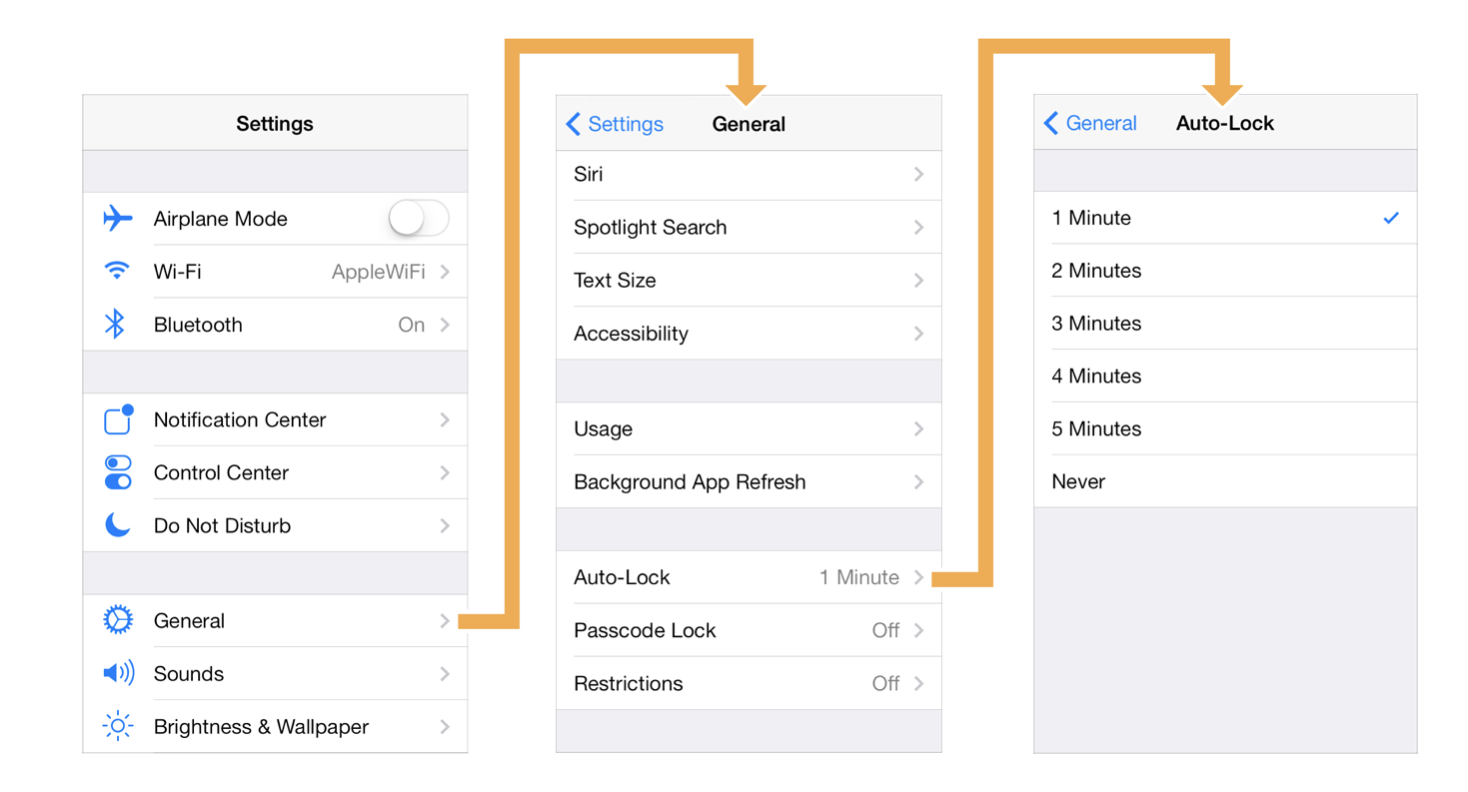 Settings
Airplane Mode
Wi-Fi AppleWiFi
Bluetooth On
Notification Center
Control Center
Do Not Disturb
General
Sounds
Brightness & Wallpaper
Settings General
Siri
Spotlight Search
Text Size
Accessibility
Usage
Background App Refresh
Auto-Lock 1 Minute
Passcode Lock Off
Restrictions Off
General Auto-Lock
1 Minute
2 Minutes
3 Minutes
4 Minutes
5 Minutes
Never